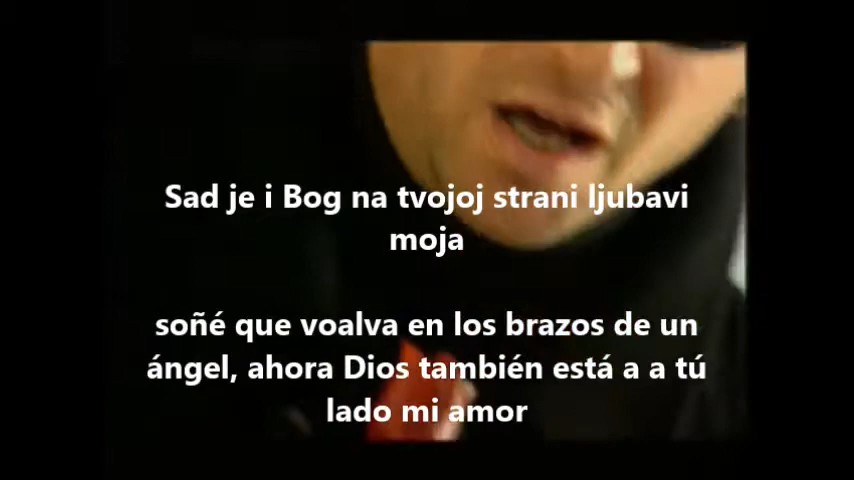 Sad je i Bog na tvojoj strani ljubavi
moja
soñé que voalva en los brazos de un
ángel, ahora Dios también está a a tú
lado mi amor